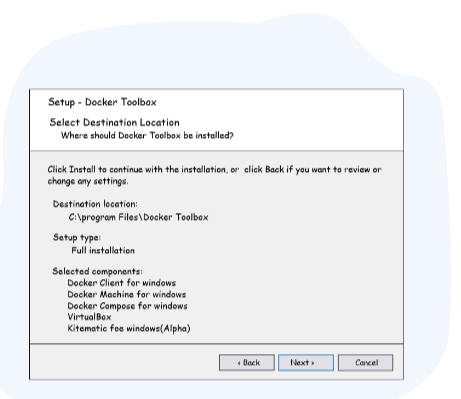 Setup - Docker Toolbox
Select Destination Location
Where should Docker Toolbox be installed?
Click Install to continue with the installation, or click Back if you want to review or
change any settings.
Destination location:
C:\program Files\Docker Toolbox
Setup type:
Full installation
Selected components:
Docker Client for windows
Docker Machine for windows
Docker Compose for windows
VirtualBox
Kitematic foe windows(Alpha)
‹ Back Next › Cancel